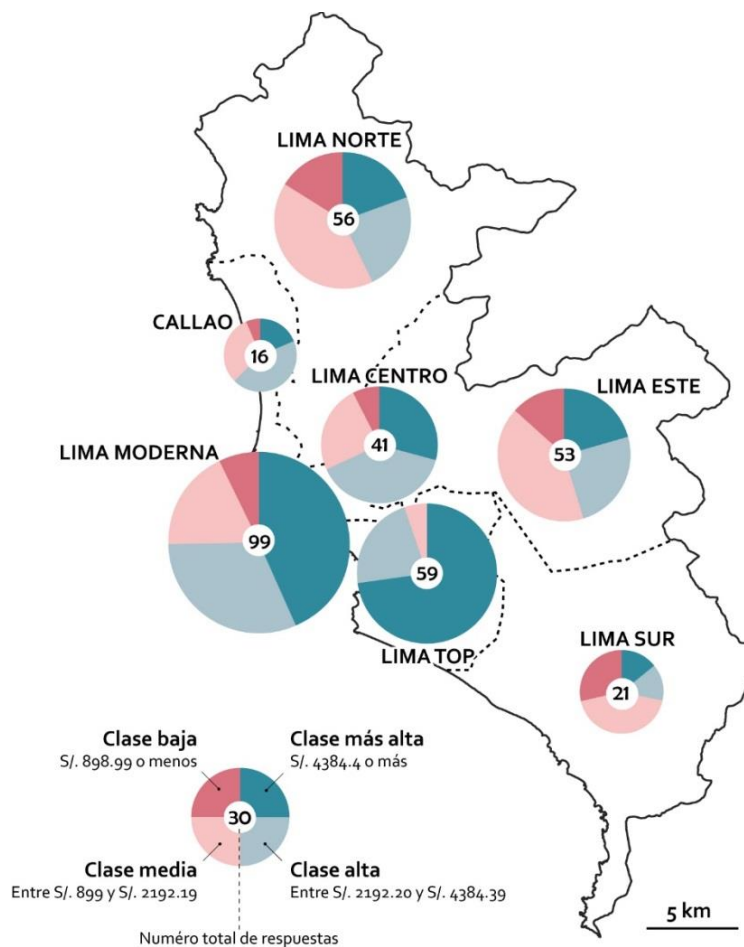 LIMA NORTE
56
CALLAO
16
LIMA CENTRO
41
LIMA ESTE
53
LIMA MODERNA
99
59
LIMA TOP
LIMA SUR
21
Clase baja
S/. 898.99 o menos
Clase más alta
S/. 4384.4 o más
30
Clase media
Entre S/. 899 y S/. 2192.19
Clase alta
Entre S/. 2192.20 y S/. 4384.39
Numéro total de respuestas
5 km